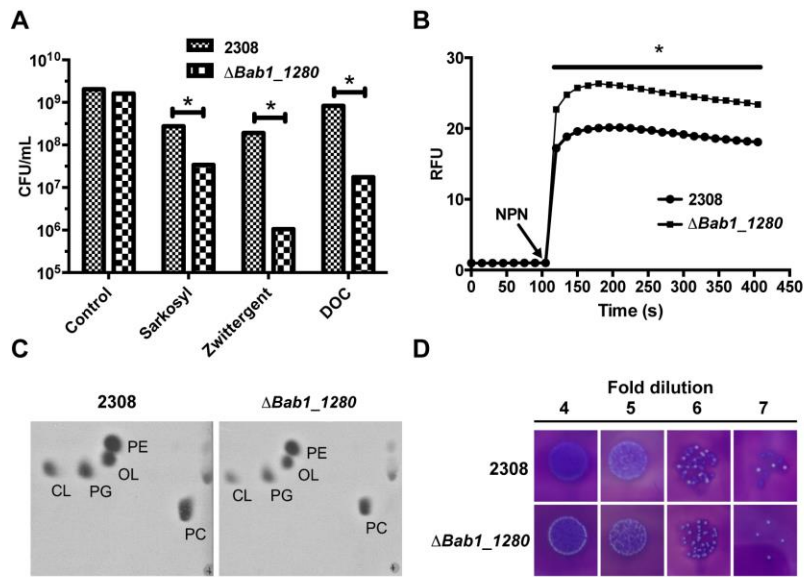 A
2308
ΔBab1_1280
10^10
10^9
10^8
10^7
10^6
10^5
CFU/mL
*
*
*
Control
Sarkosyl
Zwittergent
DOC
B
*
30
20
10
0
RFU
NPN
2308
ΔBab1_1280
0 50 100 150 200 250 300 350 400 450
Time (s)
C
2308 ΔBab1_1280
PE
OL
CL
PG
PC
PE
OL
CL
PG
PC
D
Fold dilution
4 5 6 7
2308
ΔBab1_1280